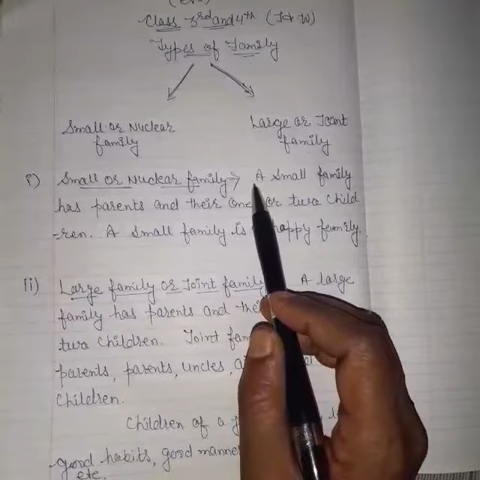 Class 3rd and 4th (T & W)
Types of Family
Small or Nuclear family
Large or Joint family
i) Small or Nuclear family → A small family
has parents and their one or two child
-ren. A small family is happy family.
(ii) Large family or Joint family A large
family has parents and
two children. Joint
parents, parents, uncles,
children.
Children of a
good habits, good manner
etc.